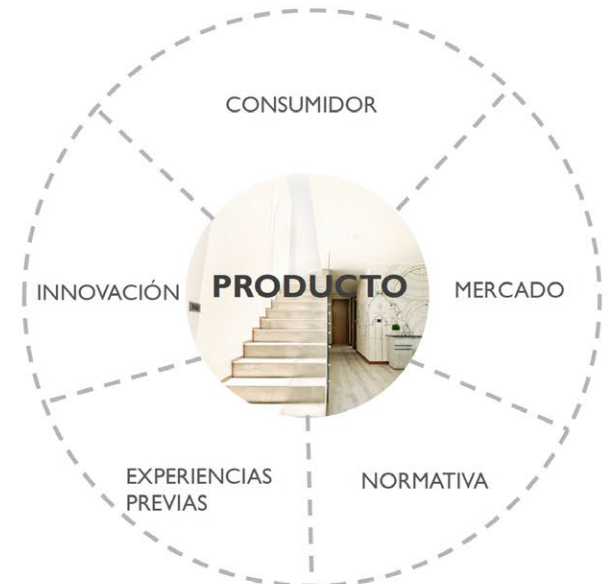 CONSUMIDOR
INNOVACIÓN
PRODUCTO
MERCADO
EXPERIENCIAS
PREVIAS
NORMATIVA